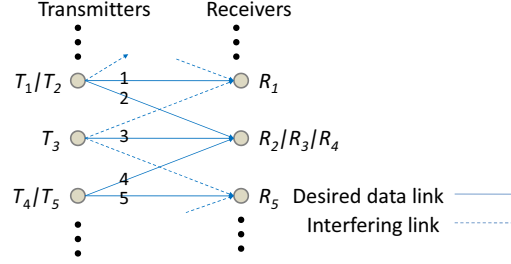 Transmitters Receivers
T1/T2 1 R1
2
T3 3 R2/R3/R4
4
T4/T5 5 R5
Desired data link
Interfering link